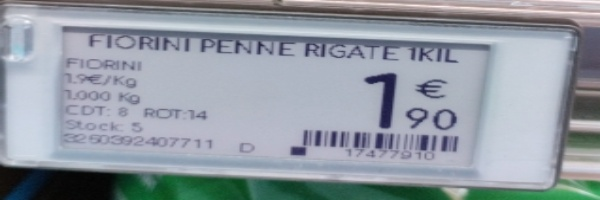 FIORINI PENNE RIGATE 1KIL
FIORINI
1.9€/Kg
1.000 Kg
CDT: 8 ROT:14
Stock: 5
3260392407711 D
1€90
17477910